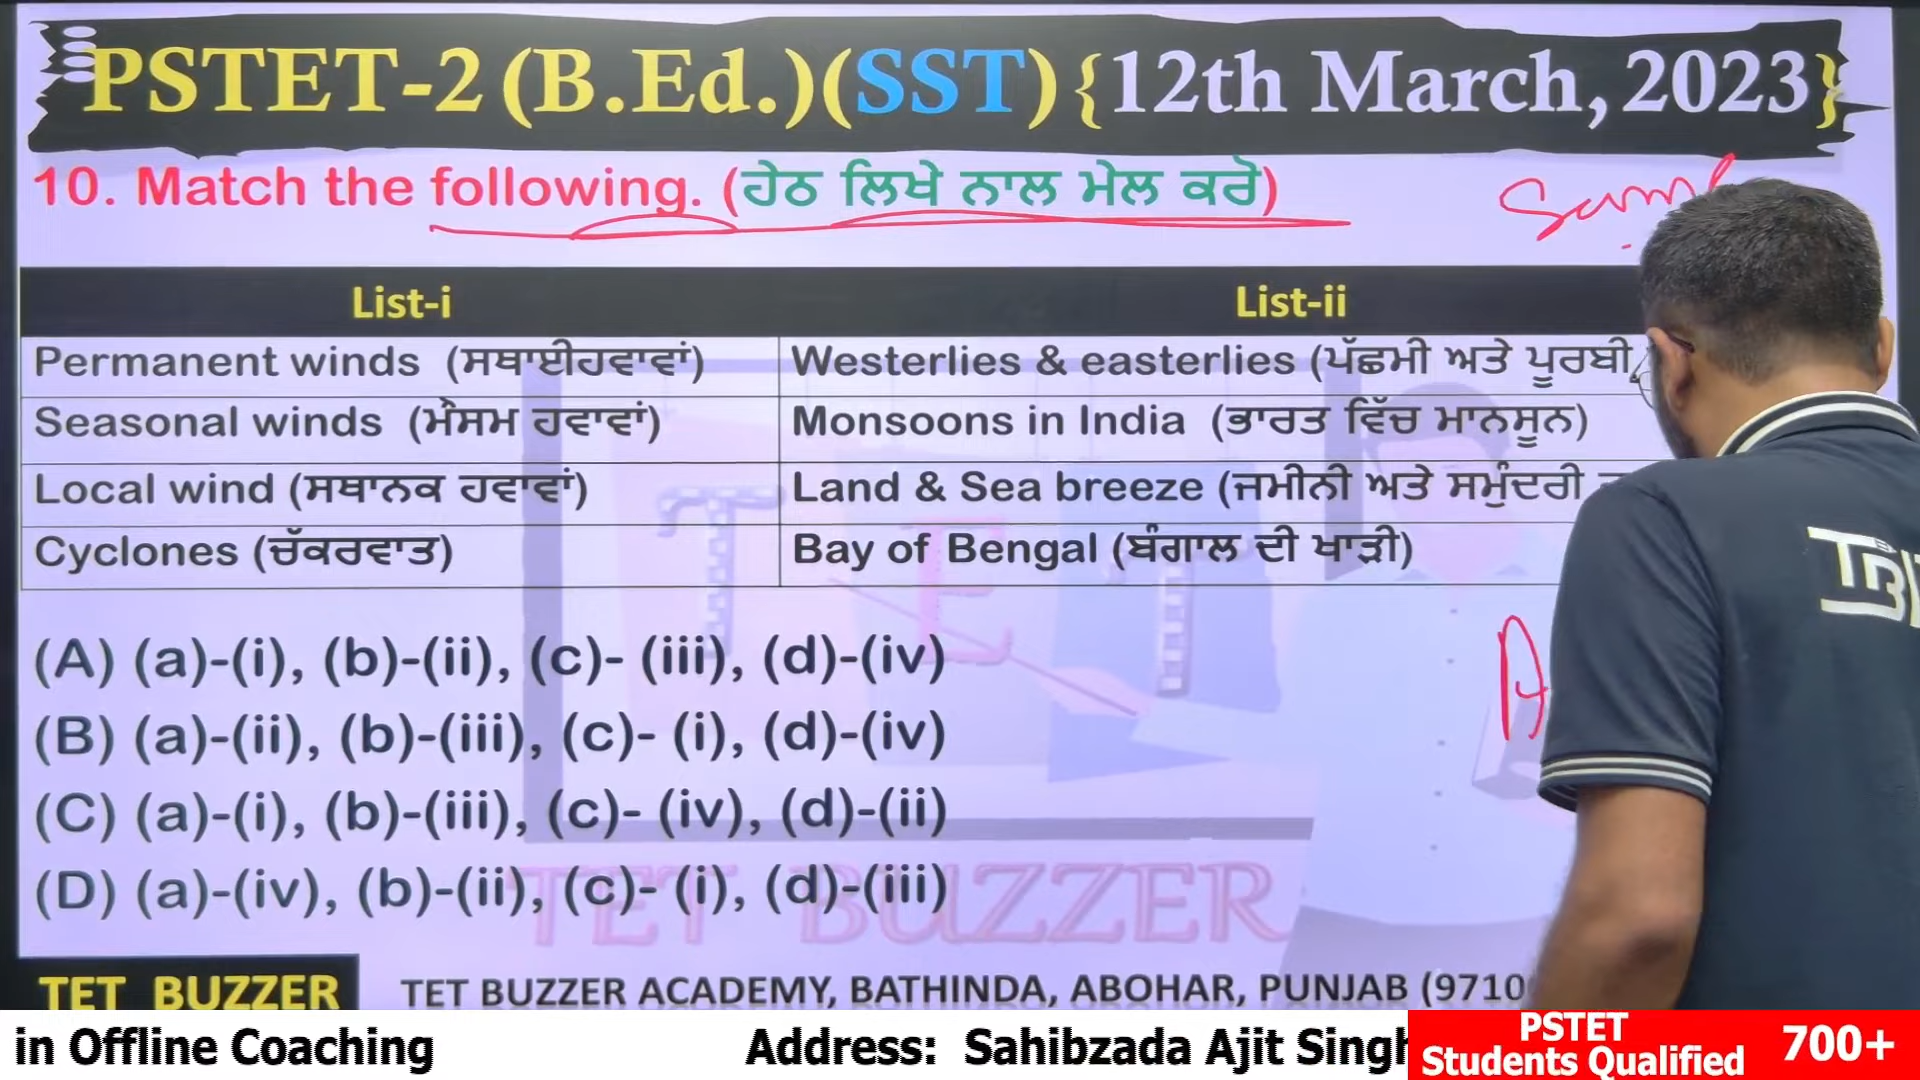 PSTET-2 (B.Ed.)(SST) {12th March, 2023}
10. Match the following. (ਹੇਠ ਲਿਖੇ ਨਾਲ ਮੇਲ ਕਰੋ)
List-i List-ii
Permanent winds (ਸਥਾਈਹਵਾਵਾਂ) Westerlies & easterlies (ਪੱਛਮੀ ਅਤੇ ਪੂਰਬੀ
Seasonal winds (ਮੌਸਮ ਹਵਾਵਾਂ) Monsoons in India (ਭਾਰਤ ਵਿੱਚ ਮਾਨਸੂਨ)
Local wind (ਸਥਾਨਕ ਹਵਾਵਾਂ) Land & Sea breeze (ਜਮੀਨੀ ਅਤੇ ਸਮੁੰਦਰੀ
Cyclones (ਚੱਕਰਵਾਤ) Bay of Bengal (ਬੰਗਾਲ ਦੀ ਖਾੜੀ)
(A) (a)-(i), (b)-(ii), (c)- (iii), (d)-(iv)
(B) (a)-(ii), (b)-(iii), (c)- (i), (d)-(iv)
(C) (a)-(i), (b)-(iii), (c)- (iv), (d)-(ii)
(D) (a)-(iv), (b)-(ii), (c)- (i), (d)-(iii)
A
TET
TET BUZZER
TET BUZZER TET BUZZER ACADEMY, BATHINDA, ABOHAR, PUNJAB (9710
in Offline Coaching Address: Sahibzada Ajit Singh
PSTET
Students Qualified 700+